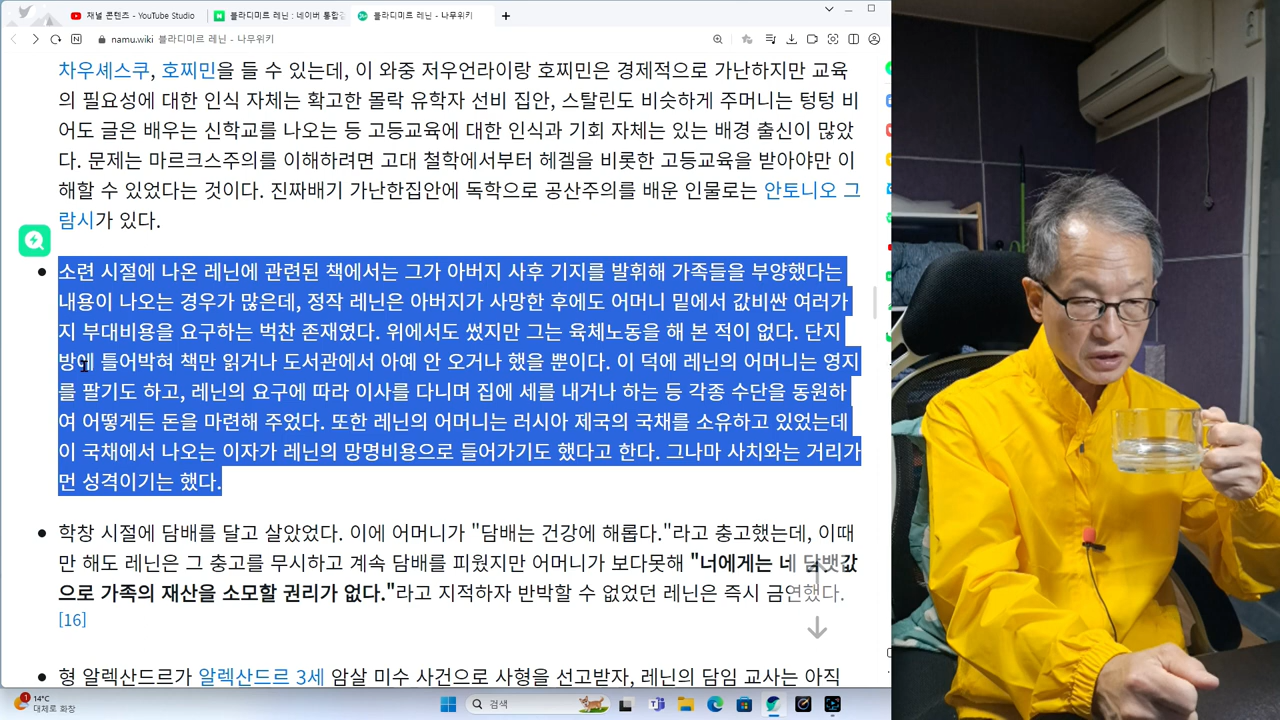 채널 콘텐츠 - YouTube Studio
블라디미르 레닌 : 네이버 통합검
블라디미르 레닌 - 나무위키
namu.wiki 블라디미르 레닌 - 나무위키
차우셰스쿠, 호찌민을 들 수 있는데, 이 와중 저우언라이랑 호찌민은 경제적으로 가난하지만 교육
의 필요성에 대한 인식 자체는 확고한 몰락 유학자 선비 집안, 스탈린도 비슷하게 주머니는 텅텅 비
어도 글은 배우는 신학교를 나오는 등 고등교육에 대한 인식과 기회 자체는 있는 배경 출신이 많았
다. 문제는 마르크스주의를 이해하려면 고대 철학에서부터 헤겔을 비롯한 고등교육을 받아야만 이
해할 수 있었다는 것이다. 진짜배기 가난한집안에 독학으로 공산주의를 배운 인물로는 안토니오 그
람시가 있다.
소련 시절에 나온 레닌에 관련된 책에서는 그가 아버지 사후 기지를 발휘해 가족들을 부양했다는
내용이 나오는 경우가 많은데, 정작 레닌은 아버지가 사망한 후에도 어머니 밑에서 값비싼 여러가
지 부대비용을 요구하는 벅찬 존재였다. 위에서도 썼지만 그는 육체노동을 해 본 적이 없다. 단지
방에 틀어박혀 책만 읽거나 도서관에서 아예 안 오거나 했을 뿐이다. 이 덕에 레닌의 어머니는 영지
를 팔기도 하고, 레닌의 요구에 따라 이사를 다니며 집에 세를 내거나 하는 등 각종 수단을 동원하
여 어떻게든 돈을 마련해 주었다. 또한 레닌의 어머니는 러시아 제국의 국채를 소유하고 있었는데
이 국채에서 나오는 이자가 레닌의 망명비용으로 들어가기도 했다고 한다. 그나마 사치와는 거리가
먼 성격이기는 했다.
학창 시절에 담배를 달고 살았었다. 이에 어머니가 "담배는 건강에 해롭다."라고 충고했는데, 이때
만 해도 레닌은 그 충고를 무시하고 계속 담배를 피웠지만 어머니가 보다못해 "너에게는 네 담뱃값
으로 가족의 재산을 소모할 권리가 없다."라고 지적하자 반박할 수 없었던 레닌은 즉시 금연했다.
[16]
형 알렉산드르가 알렉산드르 3세 암살 미수 사건으로 사형을 선고받자, 레닌의 담임 교사는 아직
14°C
대체로 화창
검색